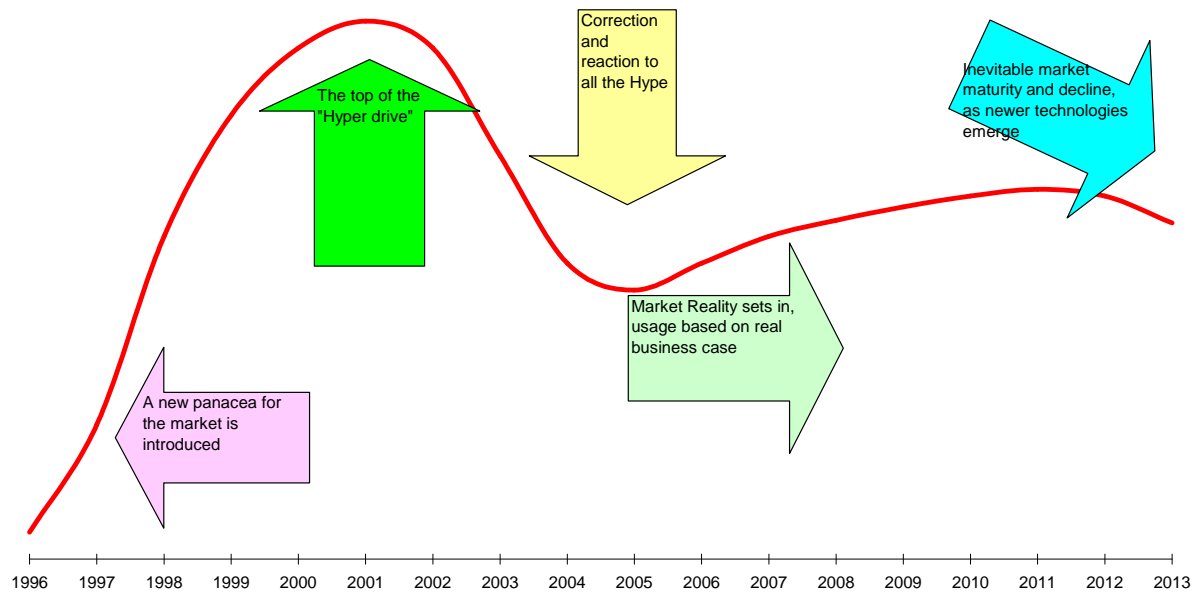 Correction
and
reaction to
all the Hype
Inevitable market
maturity and decline,
as newer technologies
emerge
The top of the
"Hyper drive"
Market Reality sets in,
usage based on real
business case
A new panacea for
the market is
introduced
1996 1997 1998 1999 2000 2001 2002 2003 2004 2005 2006 2007 2008 2009 2010 2011 2012 2013